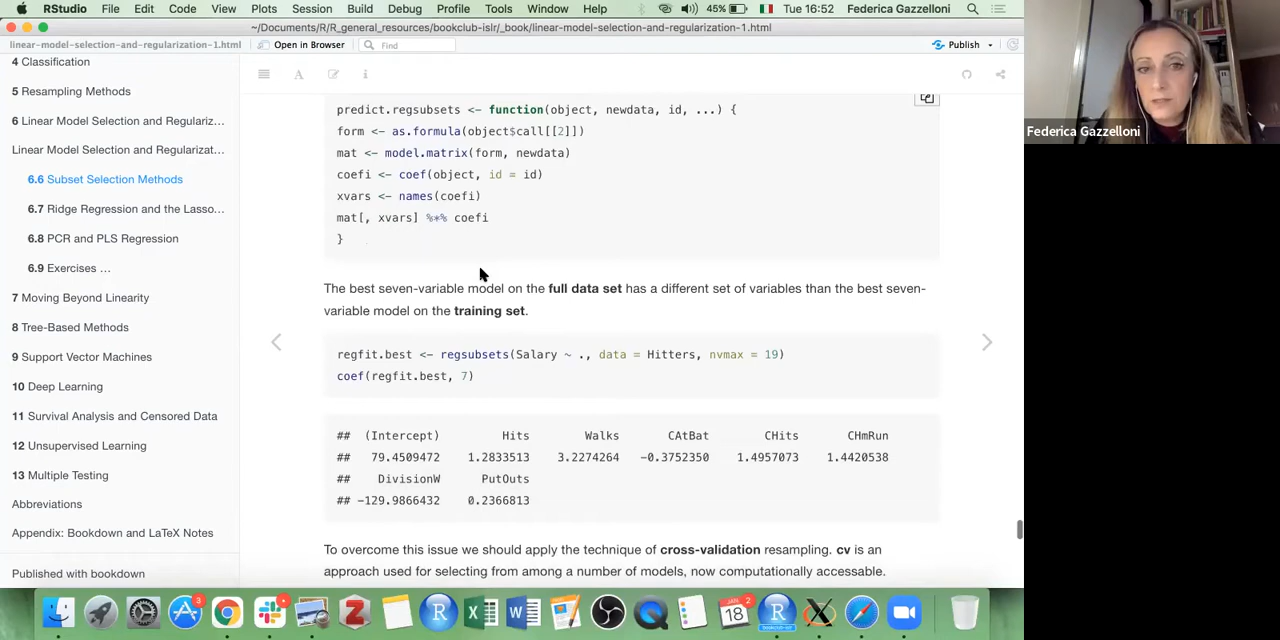 RStudio File Edit Code View Plots Session Build Debug Profile Tools Window Help 45% Tue 16:52 Federica Gazzelloni
~/Documents/R/R_general_resources/bookclub-islr/_book/linear-model-selection-and-regularization-1.html
linear-model-selection-and-regularization-1.html Open in Browser Find Publish
4 Classification
5 Resampling Methods
6 Linear Model Selection and Regulariz...
Linear Model Selection and Regularizat...
6.6 Subset Selection Methods
6.7 Ridge Regression and the Lasso...
6.8 PCR and PLS Regression
6.9 Exercises ...
7 Moving Beyond Linearity
8 Tree-Based Methods
9 Support Vector Machines
10 Deep Learning
11 Survival Analysis and Censored Data
12 Unsupervised Learning
13 Multiple Testing
Abbreviations
Appendix: Bookdown and LaTeX Notes
Published with bookdown
A i
predict.regsubsets <- function(object, newdata, id, ...) {
form <- as.formula(object$call[[2]])
mat <- model.matrix(form, newdata)
coefi <- coef(object, id = id)
xvars <- names(coefi)
mat[, xvars] %*% coefi
}
The best seven-variable model on the full data set has a different set of variables than the best seven-
variable model on the training set.
regfit.best <- regsubsets(Salary ~ ., data = Hitters, nvmax = 19)
coef(regfit.best, 7)
## (Intercept) Hits Walks CAtBat CHits CHmRun
## 79.4509472 1.2833513 3.2274264 -0.3752350 1.4957073 1.4420538
## DivisionW PutOuts
## -129.9866432 0.2366813
To overcome this issue we should apply the technique of cross-validation resampling. cv is an
approach used for selecting from among a number of models, now computationally accessable.
Federica Gazzelloni
3
JAN
18
2